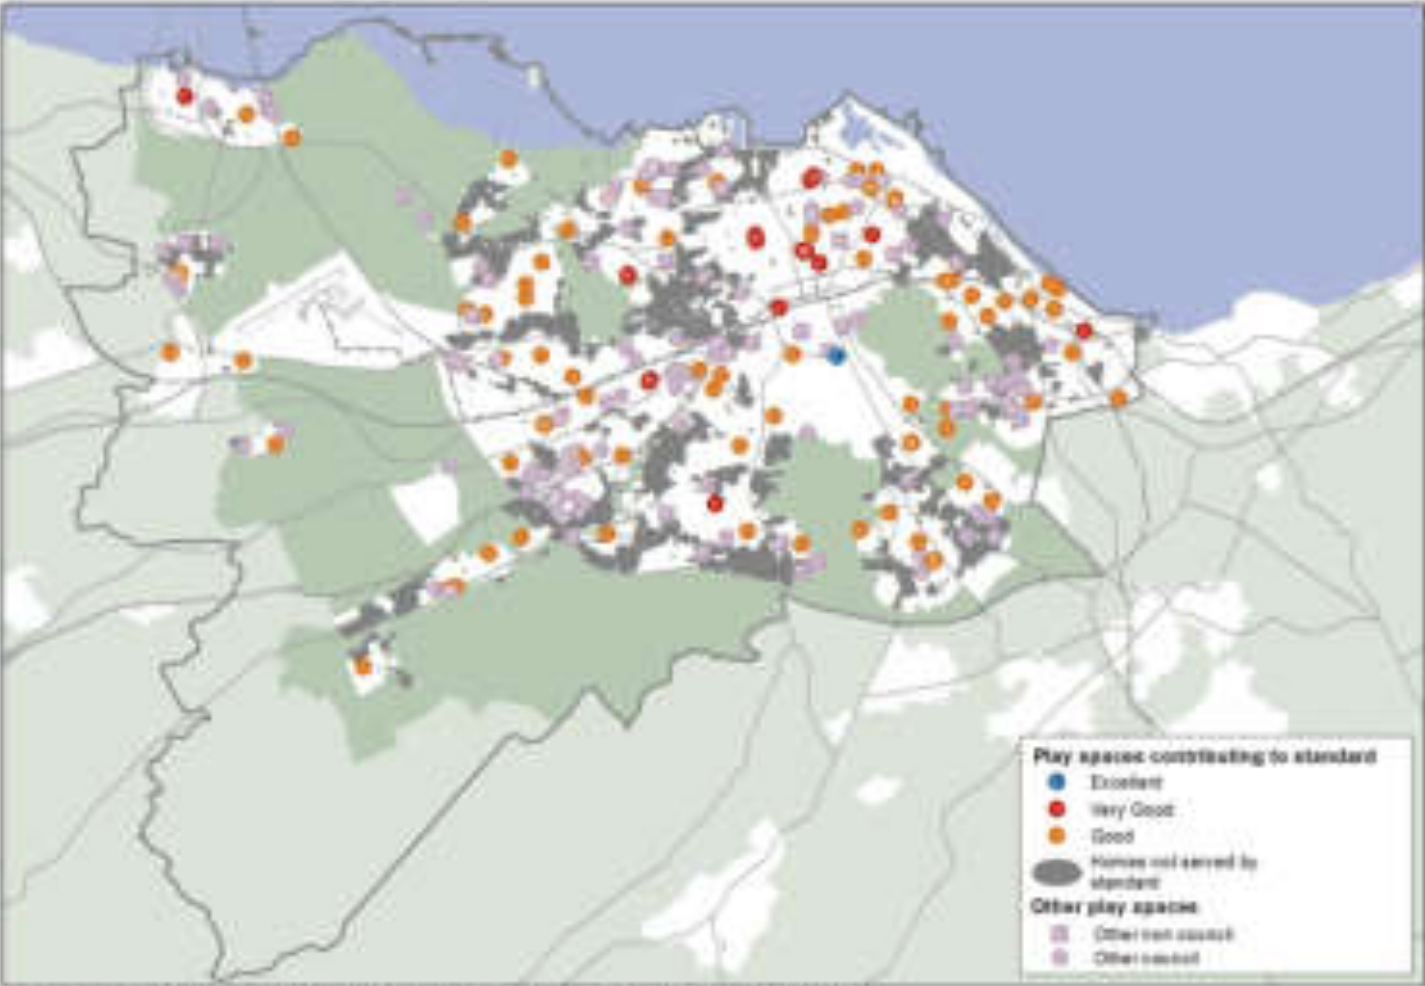 Play spaces contributing to standard
Excellent
Very Good
Good
Homes not served by
standard
Other play spaces
Other non council
Other council